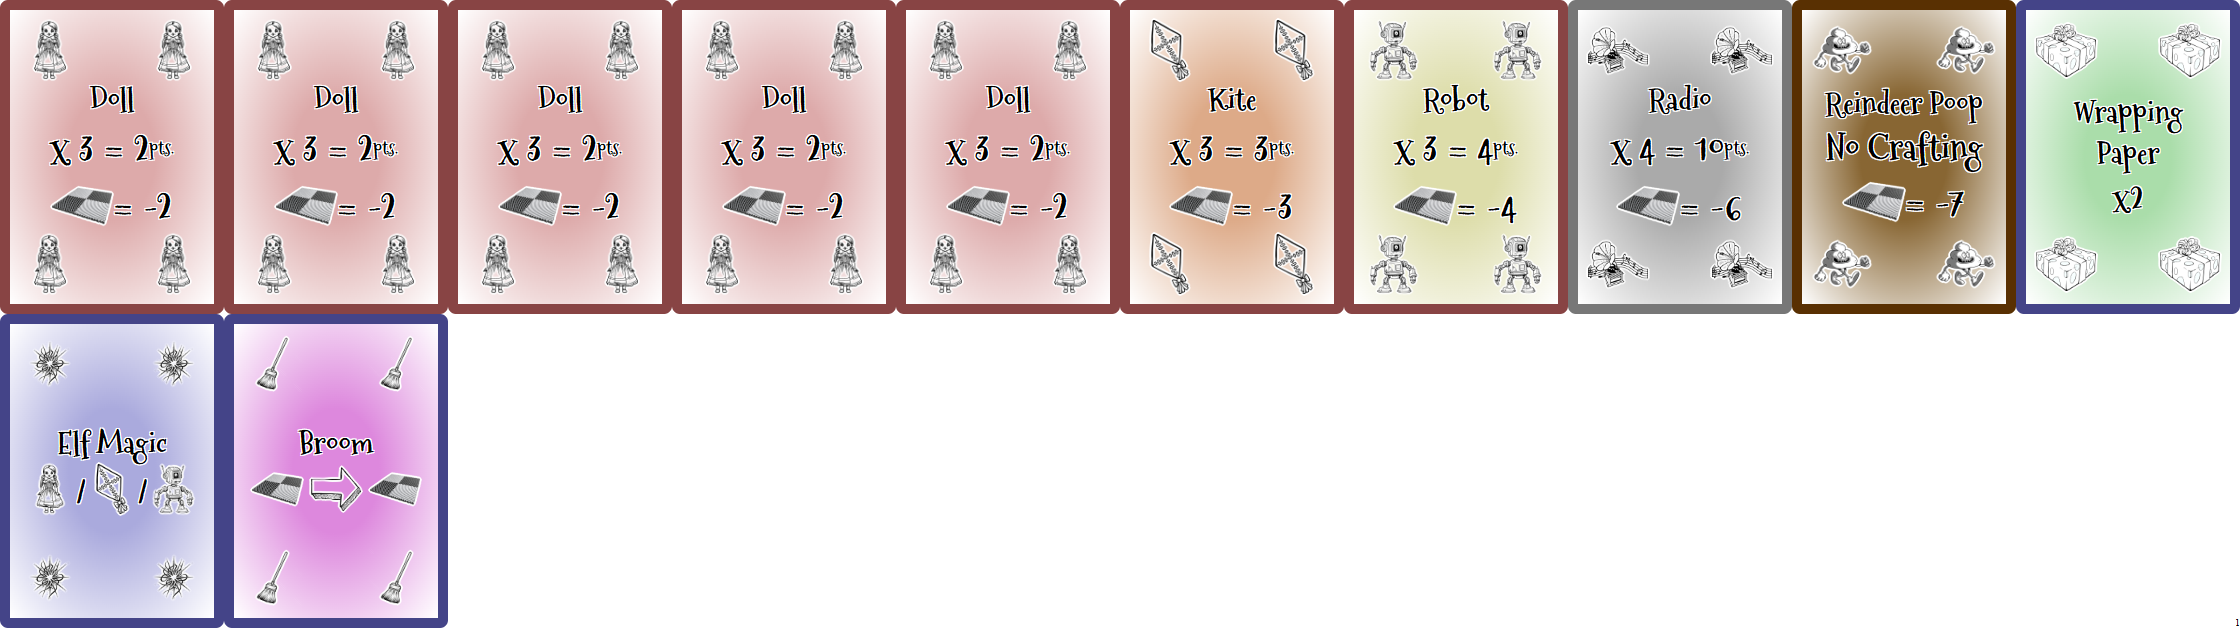 Doll
X 3 = 2pts.
= -2
Doll
X 3 = 2pts.
= -2
Doll
X 3 = 2pts.
= -2
Doll
X 3 = 2pts.
= -2
Doll
X 3 = 2pts.
= -2
Kite
X 3 = 3pts.
= -3
Robot
X 3 = 4pts.
= -4
Radio
X 4 = 10pts.
= -6
Reindeer Poop
No Crafting
= -7
Wrapping
Paper
X2
Elf Magic
/ /
Broom
1